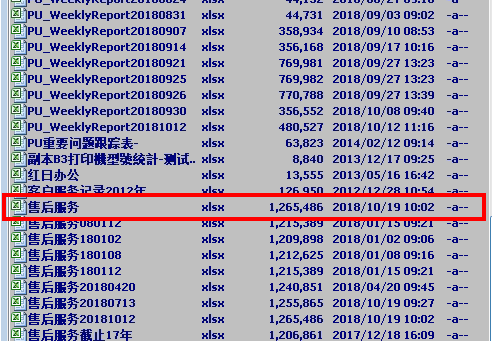 PU_WeeklyReport20180831 xlsx 44,731 2018/09/03 09:02 -a--
PU_WeeklyReport20180907 xlsx 358,934 2018/09/10 08:53 -a--
PU_WeeklyReport20180914 xlsx 356,168 2018/09/17 10:16 -a--
PU_WeeklyReport20180921 xlsx 769,981 2018/09/27 13:23 -a--
PU_WeeklyReport20180925 xlsx 769,982 2018/09/27 13:23 -a--
PU_WeeklyReport20180926 xlsx 770,788 2018/09/27 13:39 -a--
PU_WeeklyReport20180930 xlsx 356,552 2018/10/08 09:40 -a--
PU_WeeklyReport20181012 xlsx 480,527 2018/10/12 11:16 -a--
PU重要问题跟踪表- xlsx 63,823 2014/02/12 09:14 -a--
副本B3打印機型號統計-测试.. xlsx 8,840 2013/12/17 09:25 -a--
红日办公 xlsx 13,555 2013/05/16 16:42 -a--
客户服务记录2012年 xlsx 126,950 2012/12/28 10:54 -a--
售后服务 xlsx 1,265,486 2018/10/19 10:02 -a--
售后服务080112 xlsx 1,215,389 2018/01/15 09:21 -a--
售后服务180102 xlsx 1,209,898 2018/01/02 09:06 -a--
售后服务180108 xlsx 1,212,625 2018/01/08 09:16 -a--
售后服务180112 xlsx 1,215,389 2018/01/15 09:21 -a--
售后服务20180420 xlsx 1,240,851 2018/04/20 09:45 -a--
售后服务20180713 xlsx 1,255,865 2018/10/19 09:27 -a--
售后服务20181012 xlsx 1,265,486 2018/10/19 10:02 -a--
售后服务截止17年 xlsx 1,206,861 2017/12/18 16:09 -a--